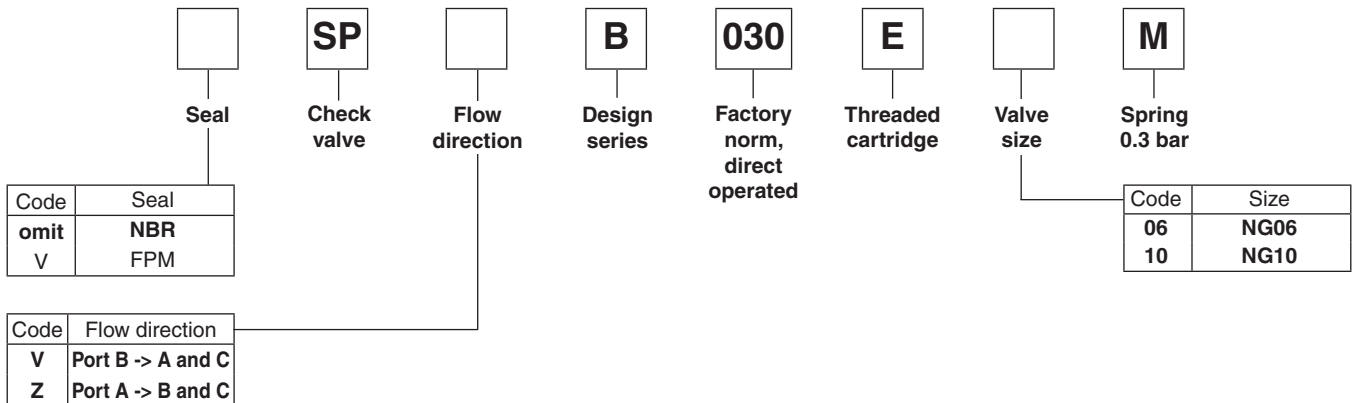 SP B 030 E M
Seal Check valve Flow direction Design series Factory norm, direct operated Threaded cartridge Valve size Spring 0.3 bar
Code Seal
omit NBR
V FPM
Code Size
06 NG06
10 NG10
Code Flow direction
V Port B -> A and C
Z Port A -> B and C